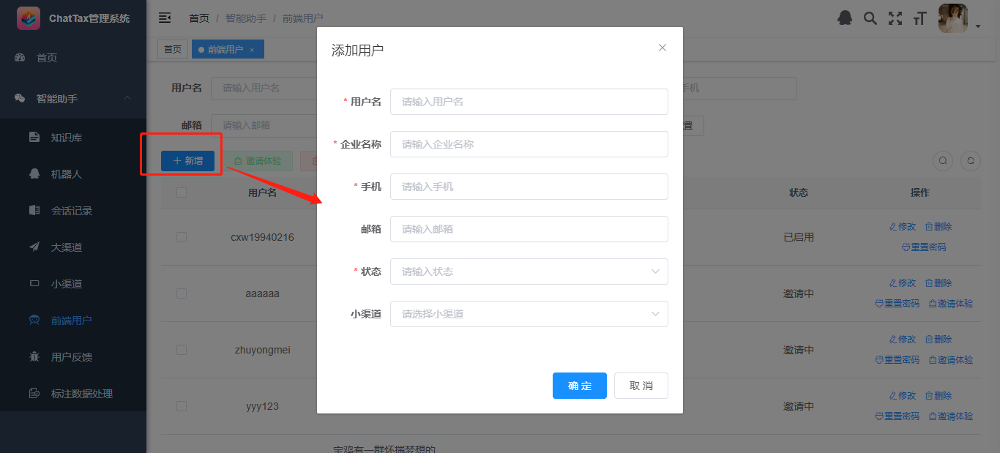 ChatTax管理系统
首页 / 智能助手 / 前端用户
首页
前端用户 ×
首页
智能助手
知识库
机器人
会话记录
大渠道
小渠道
前端用户
用户反馈
标注数据处理
用户名 请输入用户名
手机
邮箱 请输入邮箱
置
+ 新增
邀请体验
用户名
状态
操作
cxw19940216
已启用
修改 删除
重置密码
aaaaaa
邀请中
修改 删除
重置密码 邀请体验
zhuyongmei
邀请中
修改 删除
重置密码 邀请体验
yyy123
邀请中
修改 删除
重置密码 邀请体验
宝鸡有一群怀揣梦想的
添加用户
* 用户名 请输入用户名
* 企业名称 请输入企业名称
* 手机 请输入手机
邮箱 请输入邮箱
* 状态 请输入状态
小渠道 请选择小渠道
确 定
取 消